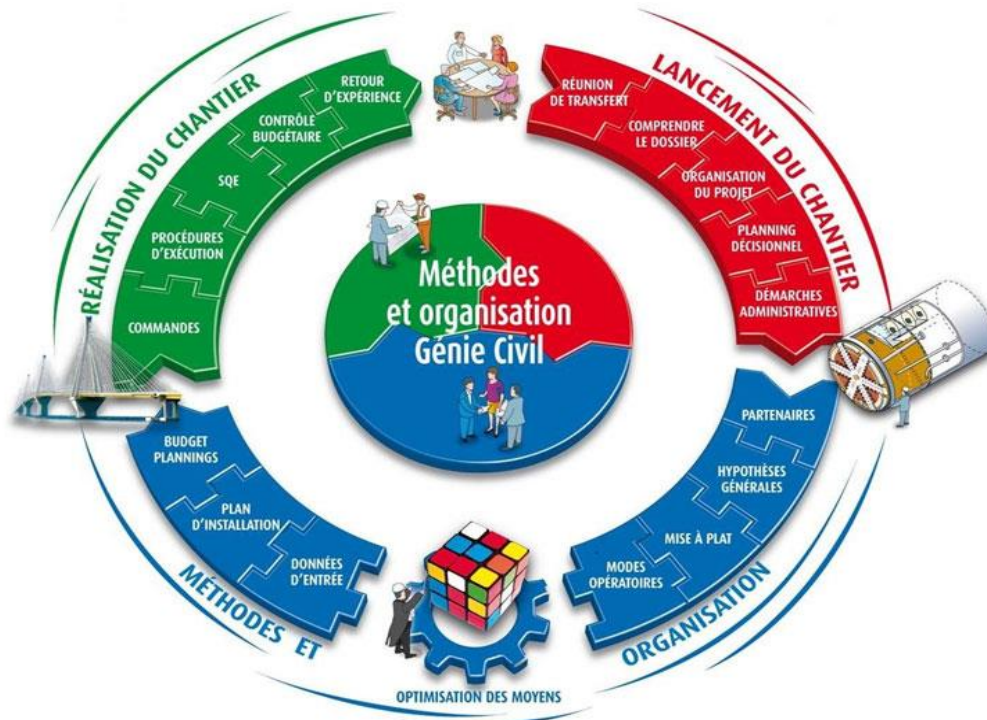 Méthodes
et organisation
Génie Civil
LANCEMENT DU CHANTIER
RÉUNION
DE TRANSFERT
COMPRENDRE
LE DOSSIER
ORGANISATION
DU PROJET
PLANNING
DÉCISIONNEL
DÉMARCHES
ADMINISTRATIVES
MÉTHODES ET ORGANISATION
PARTENAIRES
HYPOTHÈSES
GÉNÉRALES
MISE À PLAT
MODES
OPÉRATOIRES
OPTIMISATION DES MOYENS
DONNÉES
D'ENTRÉE
PLAN
D'INSTALLATION
BUDGET
PLANNINGS
RÉALISATION DU CHANTIER
COMMANDES
PROCÉDURES
D'EXÉCUTION
SQE
CONTRÔLE
BUDGÉTAIRE
RETOUR
D'EXPÉRIENCE